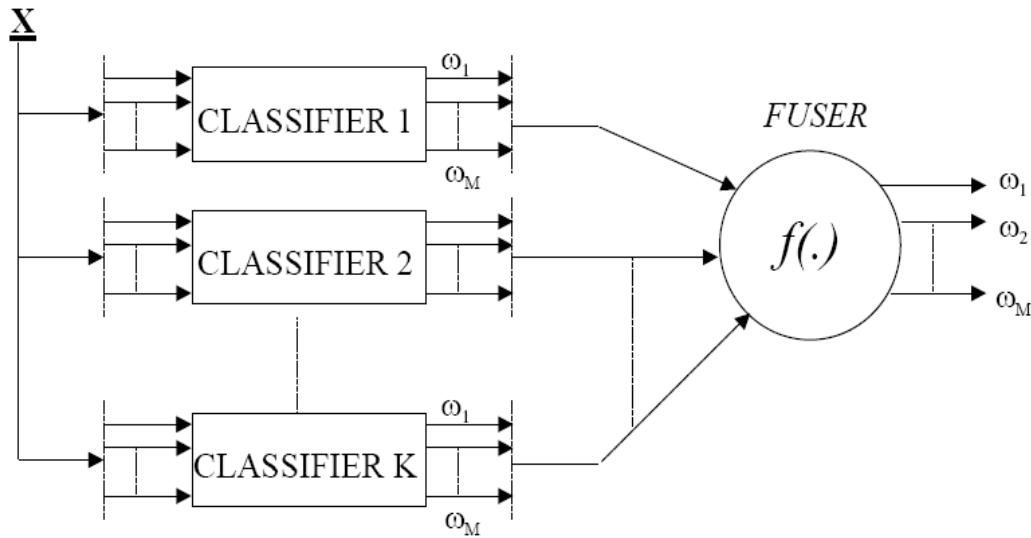 X
ω1
CLASSIFIER 1
ωM
FUSER
f(.)
ω1
ω2
ωM
CLASSIFIER 2
ω1
CLASSIFIER K
ωM